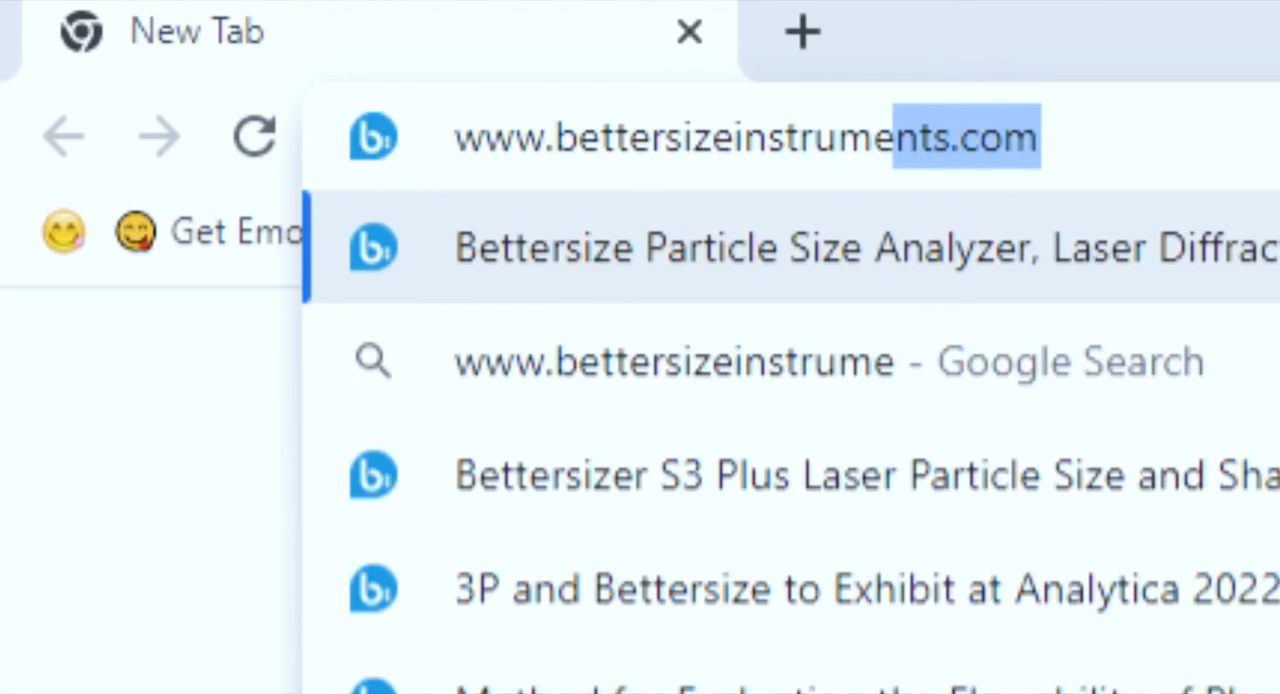 New Tab
www.bettersizeinstruments.com
Get Emo
Bettersize Particle Size Analyzer, Laser Diffrac
www.bettersizeinstrume - Google Search
Bettersizer S3 Plus Laser Particle Size and Sha
3P and Bettersize to Exhibit at Analytica 2022